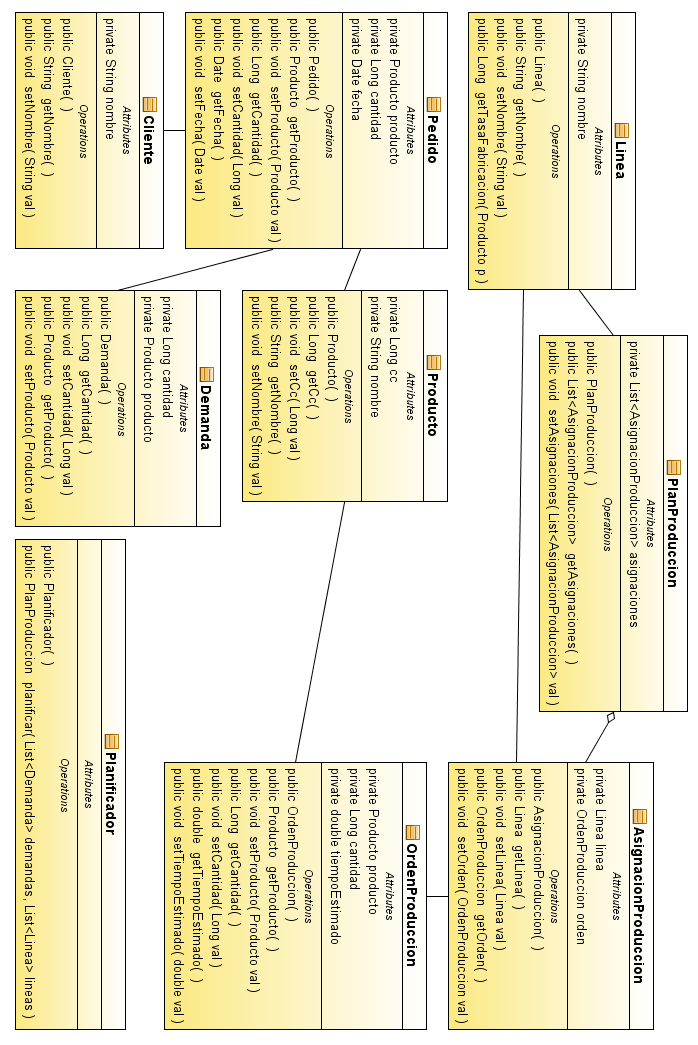 Linea
Attributes
private String nombre
Operations
public Linea( )
public String getNombre( )
public void setNombre( String val )
public Long getTasaFabricacion( Producto p )
PlanProduccion
Attributes
private List<AsignacionProduccion> asignaciones
Operations
public PlanProduccion( )
public List<AsignacionProduccion> getAsignaciones( )
public void setAsignaciones( List<AsignacionProduccion> val )
AsignacionProduccion
Attributes
private Linea linea
private OrdenProduccion orden
Operations
public AsignacionProduccion( )
public Linea getLinea( )
public void setLinea( Linea val )
public OrdenProduccion getOrden( )
public void setOrden( OrdenProduccion val )
Pedido
Attributes
private Producto producto
private Long cantidad
private Date fecha
Operations
public Pedido( )
public Producto getProducto( )
public void setProducto( Producto val )
public Long getCantidad( )
public void setCantidad( Long val )
public Date getFecha( )
public void setFecha( Date val )
Producto
Attributes
private Long cc
private String nombre
Operations
public Producto( )
public Long getCc( )
public void setCc( Long val )
public String getNombre( )
public void setNombre( String val )
OrdenProduccion
Attributes
private Producto producto
private Long cantidad
private double tiempoEstimado
Operations
public OrdenProduccion( )
public Producto getProducto( )
public void setProducto( Producto val )
public Long getCantidad( )
public void setCantidad( Long val )
public double getTiempoEstimado( )
public void setTiempoEstimado( double val )
Cliente
Attributes
private String nombre
Operations
public Cliente( )
public String getNombre( )
public void setNombre( String val )
Demanda
Attributes
private Long cantidad
private Producto producto
Operations
public Demanda( )
public Long getCantidad( )
public void setCantidad( Long val )
public Producto getProducto( )
public void setProducto( Producto val )
Planificador
Attributes
Operations
public Planificador( )
public PlanProduccion planificar( List<Demanda> demandas, List<Linea> lineas )